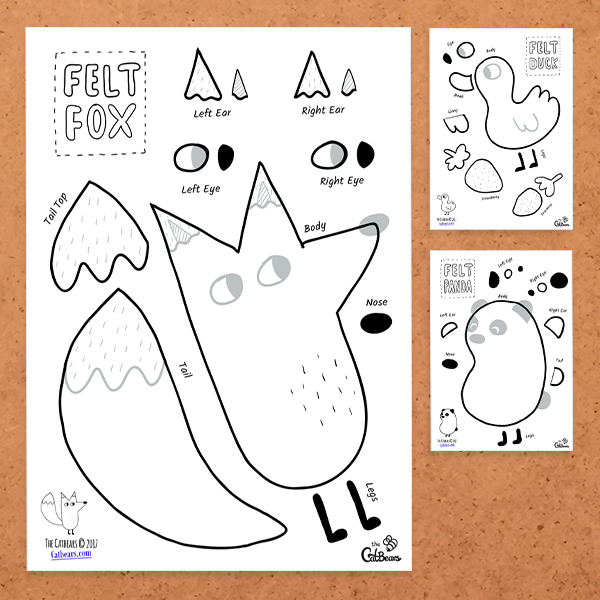 FELT
FOX
Left Ear
Right Ear
Left Eye
Right Eye
Tail Top
Body
Nose
Tail
Legs
THE CATBEARS © 2017
Catbears.com
the
CatBears
FELT
DUCK
Eye
Body
Beak
Wing
Legs
Strawberry
Strawberry
CatBears
FELT
PANDA
Left Eye
Right Eye
Body
Left Ear
Right Ear
Nose
Tail
Legs
CatBears